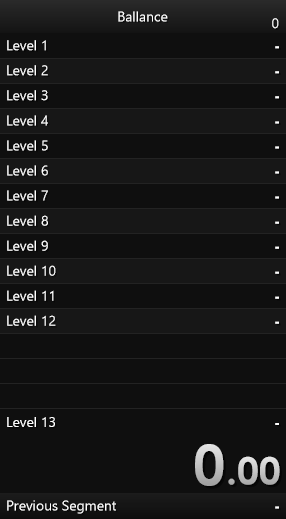 Ballance
0
Level 1 -
Level 2 -
Level 3 -
Level 4 -
Level 5 -
Level 6 -
Level 7 -
Level 8 -
Level 9 -
Level 10 -
Level 11 -
Level 12 -
Level 13 -
0.00
Previous Segment -